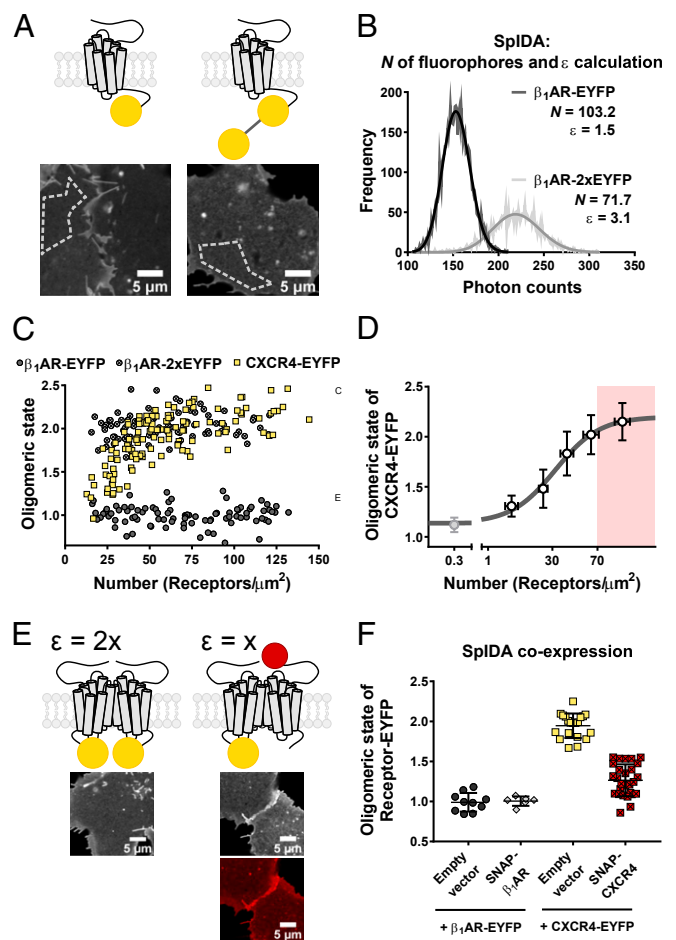 A
5 μm
5 μm
B
SpIDA:
N of fluorophores and ε calculation
Frequency
200
150
100
50
0
β₁AR-EYFP
N = 103.2
ε = 1.5
β₁AR-2xEYFP
N = 71.7
ε = 3.1
100 150 200 250 300 350
Photon counts
C
β₁AR-EYFP β₁AR-2xEYFP CXCR4-EYFP
Oligomeric state
2.5
2.0
1.5
1.0
C
E
0 25 50 75 100 125 150
Number (Receptors/μm²)
D
Oligomeric state of
CXCR4-EYFP
2.5
2.0
1.5
1.0
0.3 1 30 70
Number (Receptors/μm²)
E
ε = 2x
ε = x
5 μm
5 μm
5 μm
F
SpIDA co-expression
Oligomeric state of
Receptor-EYFP
2.5
2.0
1.5
1.0
0.5
Empty
vector
SNAP-
β₁AR
Empty
vector
SNAP-
CXCR4
+ β₁AR-EYFP
+ CXCR4-EYFP